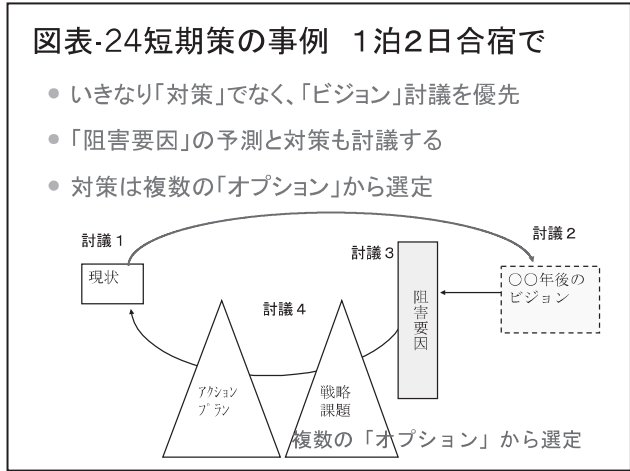 図表-24短期策の事例　1泊2日合宿で
● いきなり「対策」でなく、「ビジョン」討議を優先
● 「阻害要因」の予測と対策も討議する
● 対策は複数の「オプション」から選定
討議1
現状
討議2
○○年後の
ビジョン
討議3
阻害要因
討議4
戦略
課題
アクション
プラン
複数の「オプション」から選定